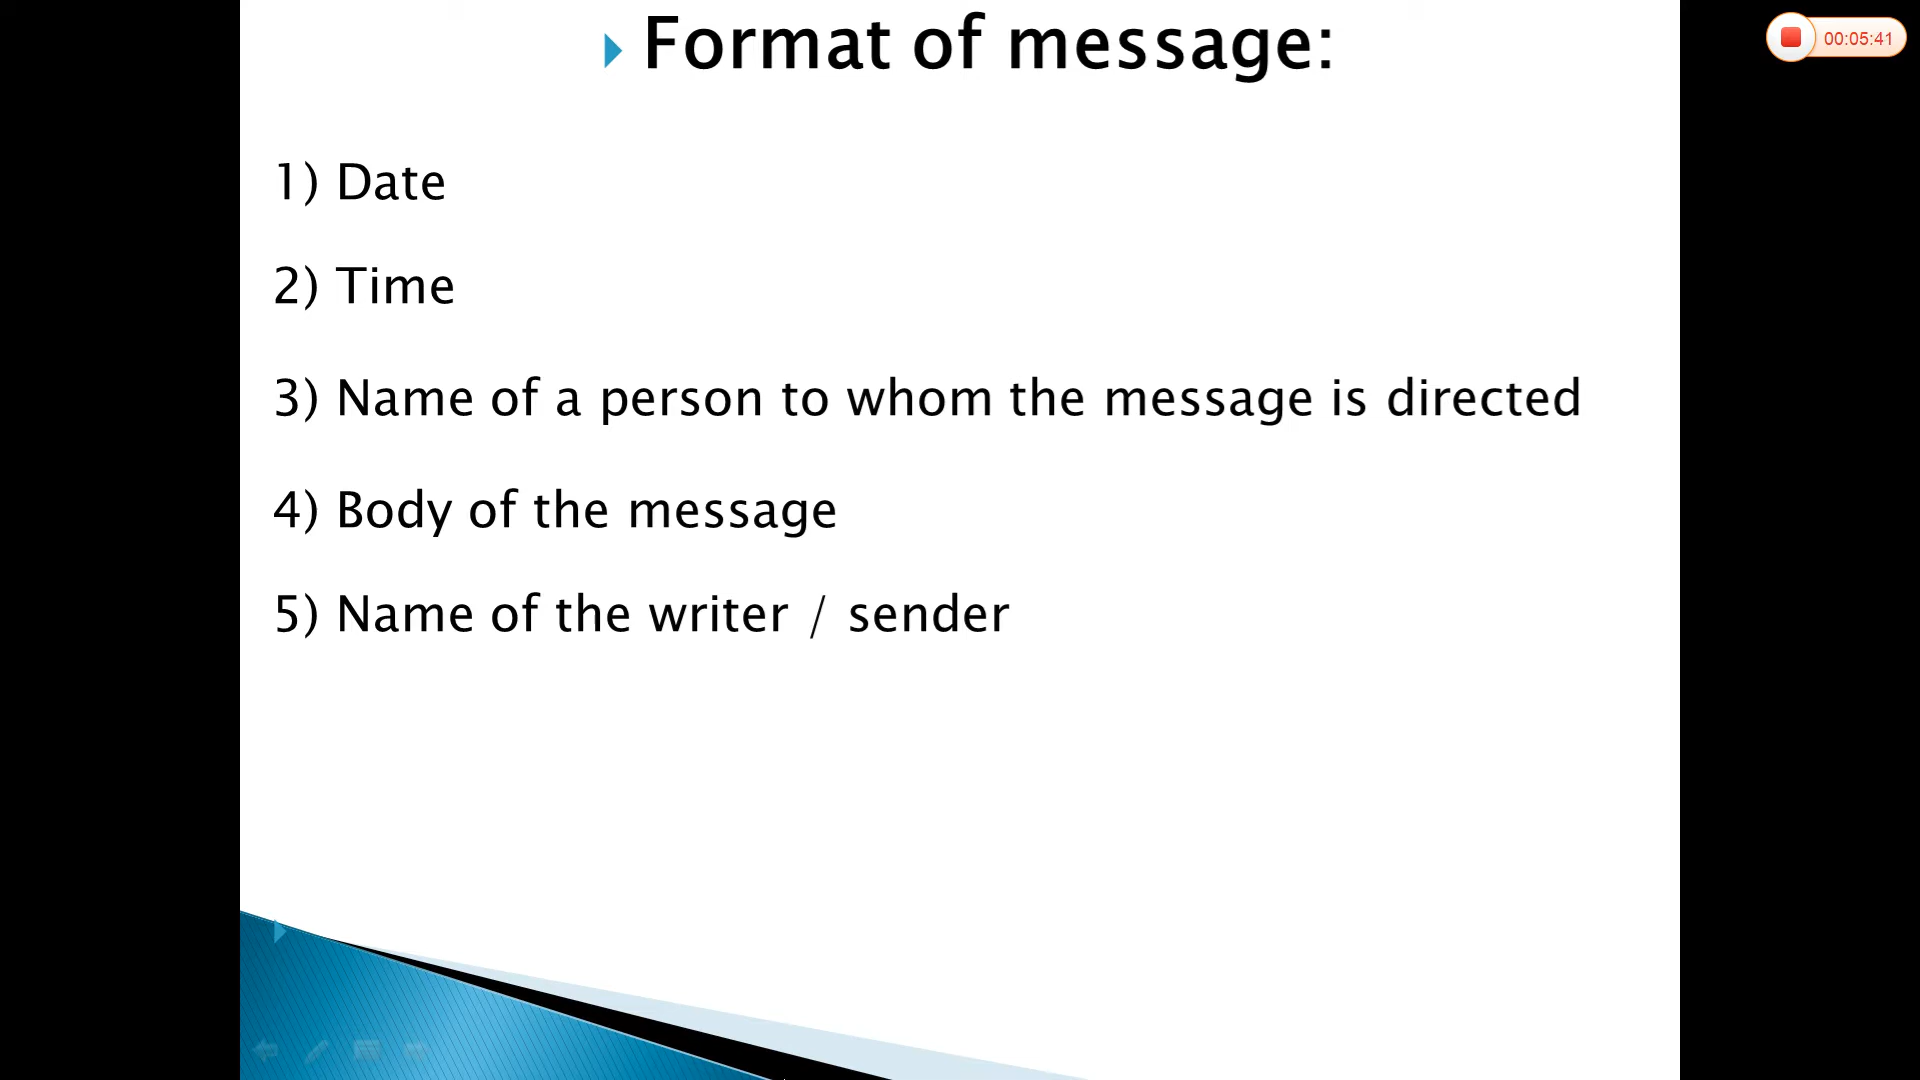 Format of message:
00:05:41
1) Date
2) Time
3) Name of a person to whom the message is directed
4) Body of the message
5) Name of the writer / sender